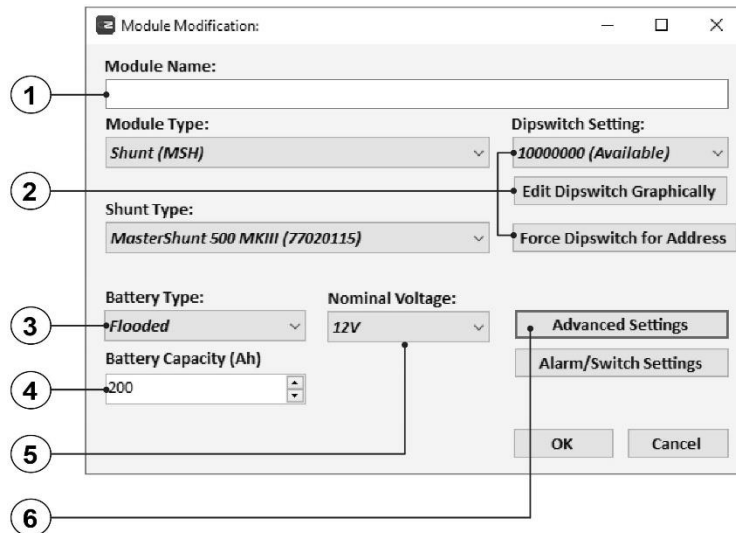 Module Modification:
Module Name:
1
Module Type:
Dipswitch Setting:
Shunt (MSH)
10000000 (Available)
2
Edit Dipswitch Graphically
Shunt Type:
MasterShunt 500 MKIII (77020115)
Force Dipswitch for Address
Battery Type:
Nominal Voltage:
3
Flooded
12V
Advanced Settings
Battery Capacity (Ah)
Alarm/Switch Settings
4
200
5
OK
Cancel
6